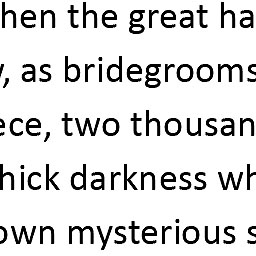 hen the great ha
, as bridegrooms
ece, two thousan
hick darkness wh
own mysterious s